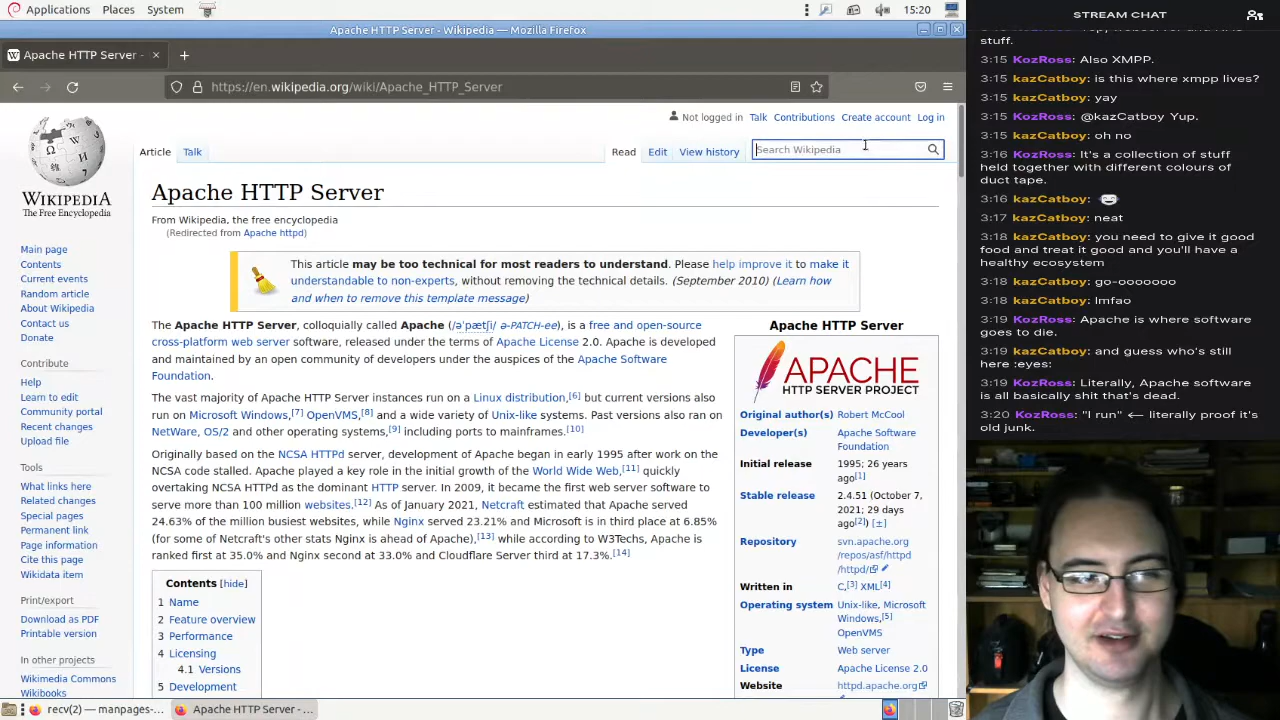 Applications Places System 15:20
Apache HTTP Server - Wikipedia — Mozilla Firefox
Apache HTTP Server -
https://en.wikipedia.org/wiki/Apache_HTTP_Server
WIKIPEDIA
The Free Encyclopedia
Main page
Contents
Current events
Random article
About Wikipedia
Contact us
Donate
Contribute
Help
Learn to edit
Community portal
Recent changes
Upload file
Tools
What links here
Related changes
Special pages
Permanent link
Page information
Cite this page
Wikidata item
Print/export
Download as PDF
Printable version
In other projects
Wikimedia Commons
Wikibooks
Not logged in Talk Contributions Create account Log in
Article Talk Read Edit View history Search Wikipedia
Apache HTTP Server
From Wikipedia, the free encyclopedia
(Redirected from Apache httpd)
This article may be too technical for most readers to understand. Please help improve it to make it
understandable to non-experts, without removing the technical details. (September 2010) (Learn how
and when to remove this template message)
The Apache HTTP Server, colloquially called Apache (/əˈpætʃi/ ə-PATCH-ee), is a free and open-source
cross-platform web server software, released under the terms of Apache License 2.0. Apache is developed
and maintained by an open community of developers under the auspices of the Apache Software
Foundation.
The vast majority of Apache HTTP Server instances run on a Linux distribution,[6] but current versions also
run on Microsoft Windows,[7] OpenVMS,[8] and a wide variety of Unix-like systems. Past versions also ran on
NetWare, OS/2 and other operating systems,[9] including ports to mainframes.[10]
Originally based on the NCSA HTTPd server, development of Apache began in early 1995 after work on the
NCSA code stalled. Apache played a key role in the initial growth of the World Wide Web,[11] quickly
overtaking NCSA HTTPd as the dominant HTTP server. In 2009, it became the first web server software to
serve more than 100 million websites.[12] As of January 2021, Netcraft estimated that Apache served
24.63% of the million busiest websites, while Nginx served 23.21% and Microsoft is in third place at 6.85%
(for some of Netcraft's other stats Nginx is ahead of Apache),[13] while according to W3Techs, Apache is
ranked first at 35.0% and Nginx second at 33.0% and Cloudflare Server third at 17.3%.[14]
Contents [hide]
1 Name
2 Feature overview
3 Performance
4 Licensing
4.1 Versions
5 Development
Apache HTTP Server
APACHE
HTTP SERVER PROJECT
Original author(s) Robert McCool
Developer(s) Apache Software
Foundation
Initial release 1995; 26 years
ago[1]
Stable release 2.4.51 (October 7,
2021; 29 days
ago)[2] [±]
Repository svn.apache.org
/repos/asf/httpd
/httpd/
Written in C,[3] XML[4]
Operating system Unix-like, Microsoft
Windows,[5]
OpenVMS
Type Web server
License Apache License 2.0
Website httpd.apache.org
recv(2) — manpages-... Apache HTTP Server - ...
STREAM CHAT
stuff.
3:15 KozRoss: Also XMPP.
3:15 kazCatboy: is this where xmpp lives?
3:15 kazCatboy: yay
3:15 KozRoss: @kazCatboy Yup.
3:15 kazCatboy: oh no
3:16 KozRoss: It's a collection of stuff
held together with different colours of
duct tape.
3:16 kazCatboy:
3:17 kazCatboy: neat
3:18 kazCatboy: you need to give it good
food and treat it good and you'll have a
healthy ecosystem
3:18 kazCatboy: go-ooooooo
3:18 kazCatboy: lmfao
3:19 KozRoss: Apache is where software
goes to die.
3:19 kazCatboy: and guess who's still
here :eyes:
3:19 KozRoss: Literally, Apache software
is all basically shit that's dead.
3:20 KozRoss: "I run" <-- literally proof it's
old junk.